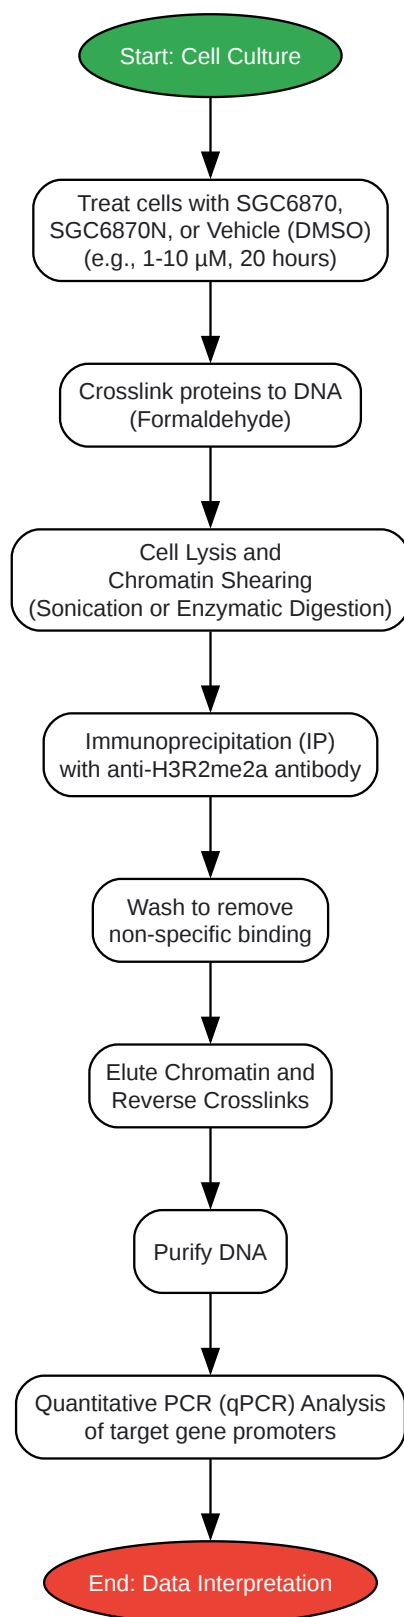 Start: Cell Culture
Treat cells with SGC6870,
SGC6870N, or Vehicle (DMSO)
(e.g., 1-10 µM, 20 hours)
Crosslink proteins to DNA
(Formaldehyde)
Cell Lysis and
Chromatin Shearing
(Sonication or Enzymatic Digestion)
Immunoprecipitation (IP)
with anti-H3R2me2a antibody
Wash to remove
non-specific binding
Elute Chromatin and
Reverse Crosslinks
Purify DNA
Quantitative PCR (qPCR) Analysis
of target gene promoters
End: Data Interpretation